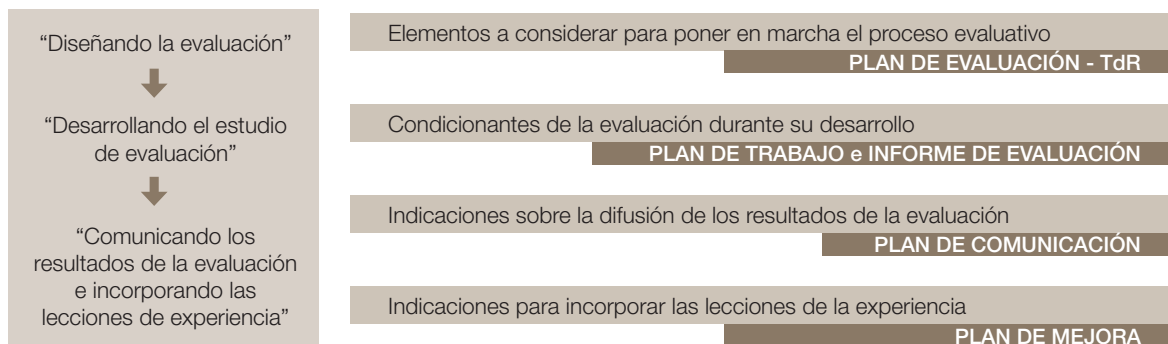 “Diseñando la evaluación”
“Desarrollando el estudio
de evaluación”
“Comunicando los
resultados de la evaluación
e incorporando las
lecciones de experiencia”
Elementos a considerar para poner en marcha el proceso evaluativo
PLAN DE EVALUACIÓN - TdR
Condicionantes de la evaluación durante su desarrollo
PLAN DE TRABAJO e INFORME DE EVALUACIÓN
Indicaciones sobre la difusión de los resultados de la evaluación
PLAN DE COMUNICACIÓN
Indicaciones para incorporar las lecciones de la experiencia
PLAN DE MEJORA